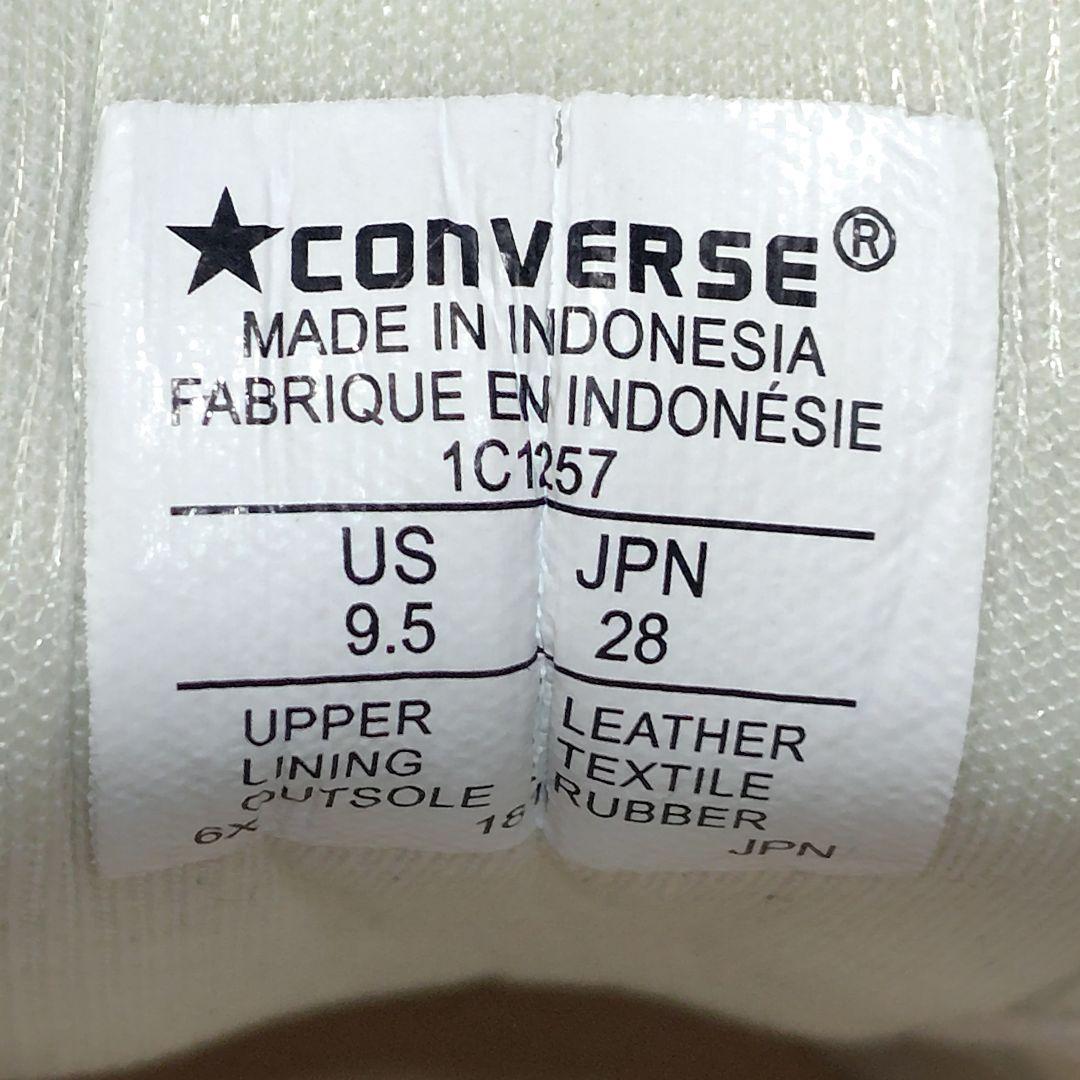 ★CONVERSE®
MADE IN INDONESIA
FABRIQUE EN INDONÉSIE
1C1257
US JPN
9.5 28
UPPER LEATHER
LINING TEXTILE
OUTSOLE RUBBER
JPN